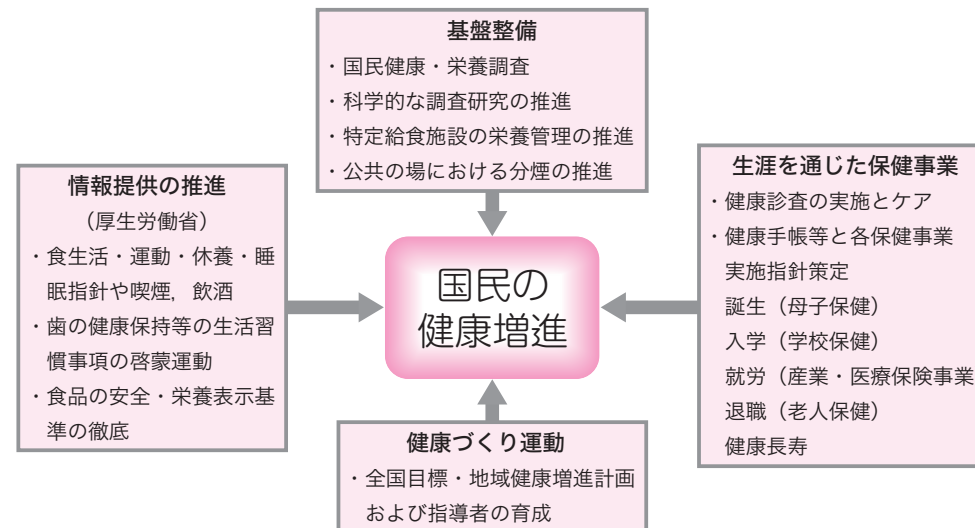 基盤整備
・国民健康・栄養調査
・科学的な調査研究の推進
・特定給食施設の栄養管理の推進
・公共の場における分煙の推進
情報提供の推進
（厚生労働省）
・食生活・運動・休養・睡
眠指針や喫煙，飲酒
・歯の健康保持等の生活習
慣事項の啓蒙運動
・食品の安全・栄養表示基
準の徹底
国民の
健康増進
生涯を通じた保健事業
・健康診査の実施とケア
・健康手帳等と各保健事業
実施指針策定
誕生（母子保健）
入学（学校保健）
就労（産業・医療保険事業
退職（老人保健）
健康長寿
健康づくり運動
・全国目標・地域健康増進計画
および指導者の育成